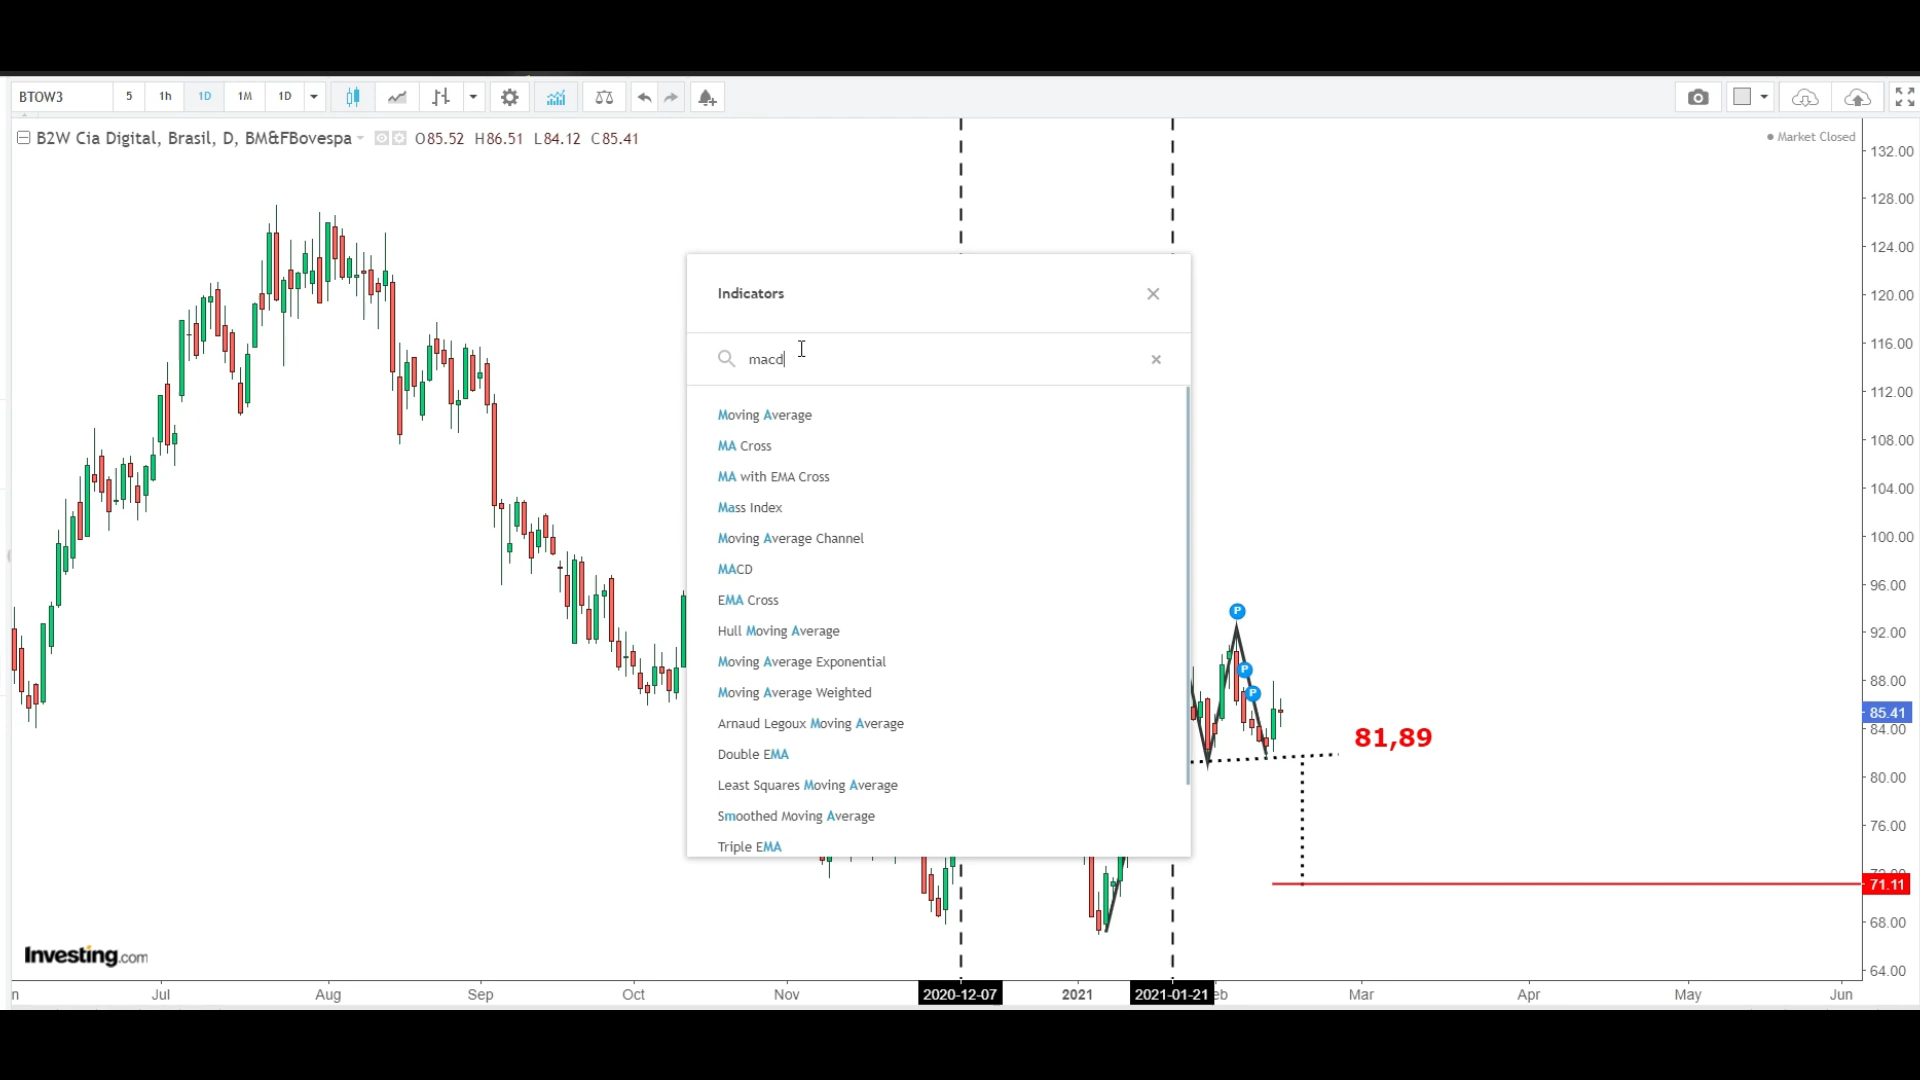 BTOW3 5 1h 1D 1M 1D
B2W Cia Digital, Brasil, D, BM&FBovespa O85.52 H86.51 L84.12 C85.41
Market Closed
132.00
128.00
124.00
120.00
116.00
112.00
108.00
104.00
100.00
96.00
92.00
88.00
85.41
84.00
80.00
76.00
71.11
68.00
64.00
Indicators
macd
Moving Average
MA Cross
MA with EMA Cross
Mass Index
Moving Average Channel
MACD
EMA Cross
Hull Moving Average
Moving Average Exponential
Moving Average Weighted
Arnaud Legoux Moving Average
Double EMA
Least Squares Moving Average
Smoothed Moving Average
Triple EMA
P
P
P
81,89
Investing.com
n Jul Aug Sep Oct Nov 2020-12-07 2021 2021-01-21 eb Mar Apr May Jun